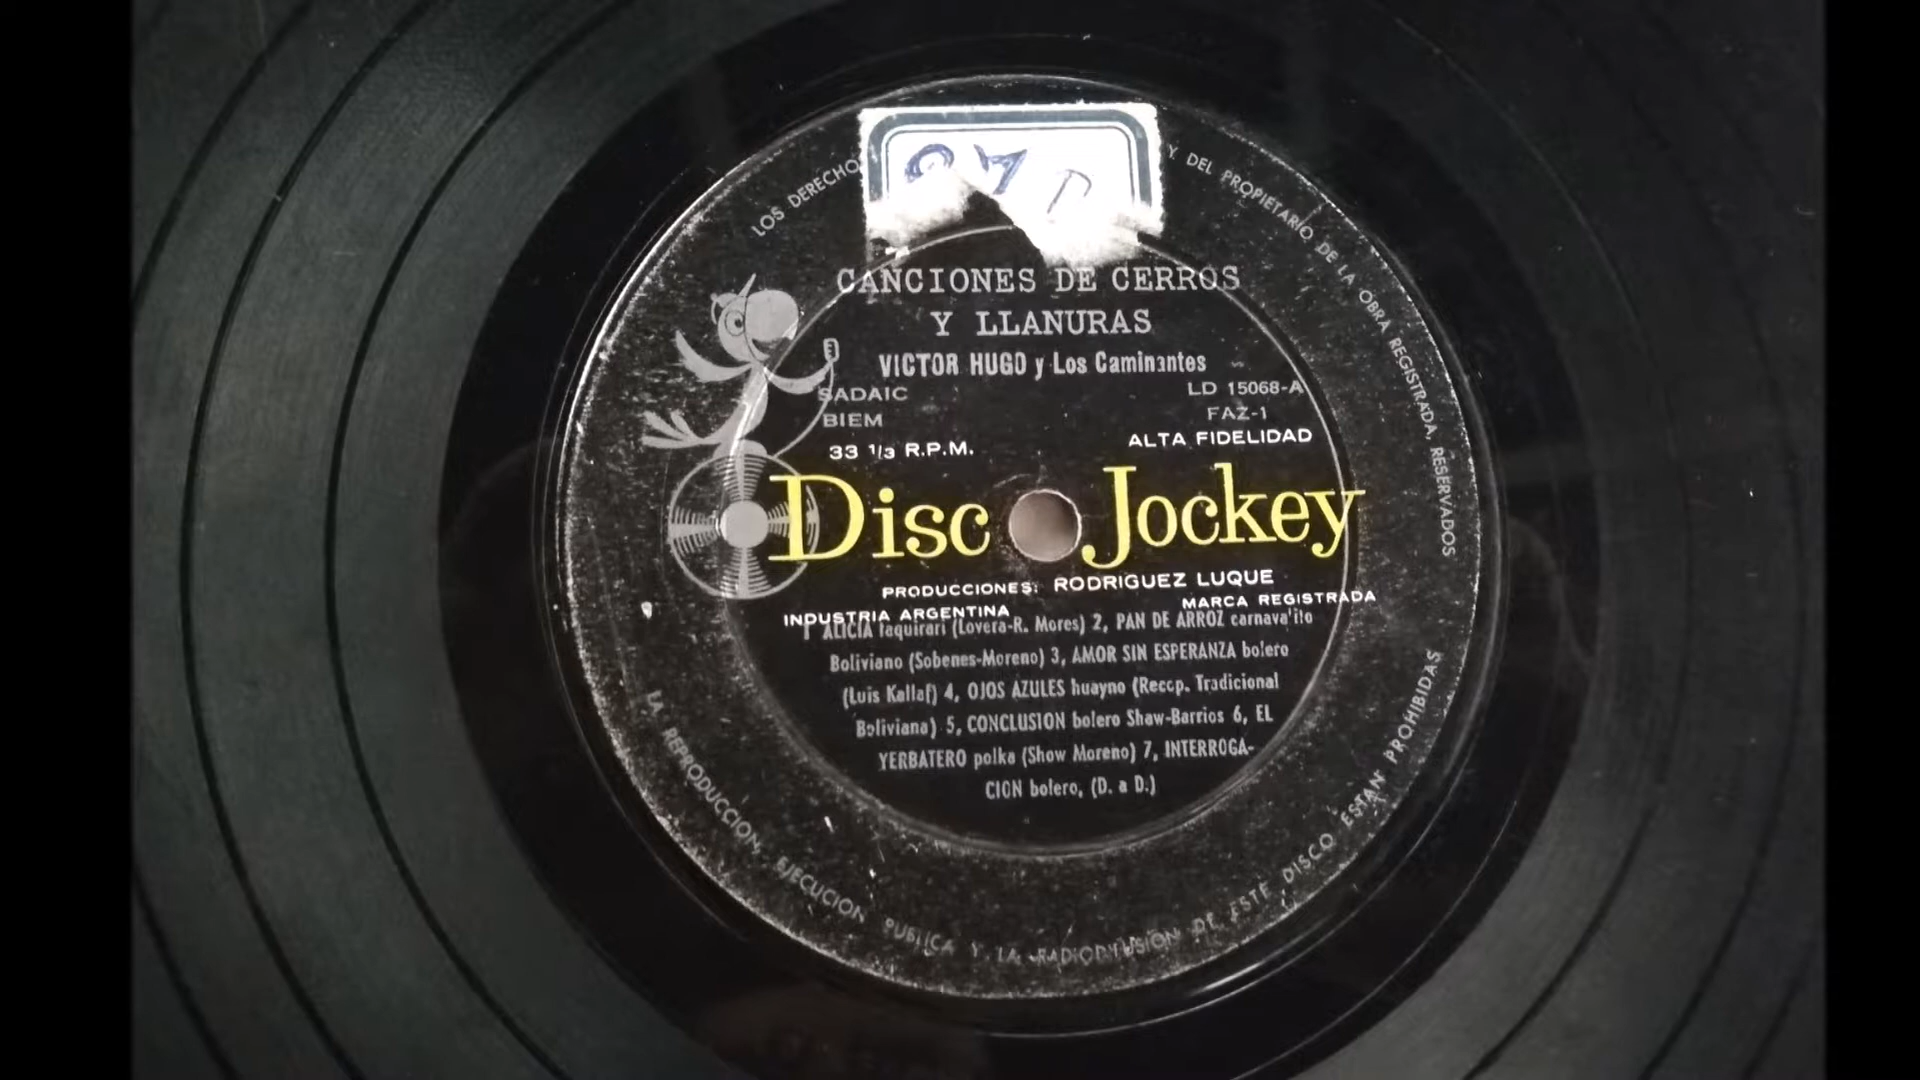 LOS DERECHO
Y DEL PROPIETARIO DE LA OBRA REGISTRADA, RESERVADOS
CANCIONES DE CERROS
Y LLANURAS
VICTOR HUGO y Los Caminantes
SADAIC
LD 15068-A
BIEM
FAZ-1
33 1/3 R.P.M.
ALTA FIDELIDAD
Disc Jockey
PRODUCCIONES: RODRIGUEZ LUQUE
INDUSTRIA ARGENTINA
MARCA REGISTRADA
1 ALICIA taquirari (Lovera-R. Mores) 2, PAN DE ARROZ carnavalito
Boliviano (Sobenes-Moreno) 3, AMOR SIN ESPERANZA bolero
(Luis Kallaf) 4, OJOS AZULES huayno (Recop. Tradicional
Boliviana) 5, CONCLUSION bolero Shaw-Barrios 6, EL
YERBATERO polka (Show Moreno) 7, INTERROGA-
CION bolero, (D. a D.)
LA REPRODUCCION, EJECUCION PUBLICA Y LA RADIODIFUSION DE ESTE DISCO ESTAN PROHIBIDAS